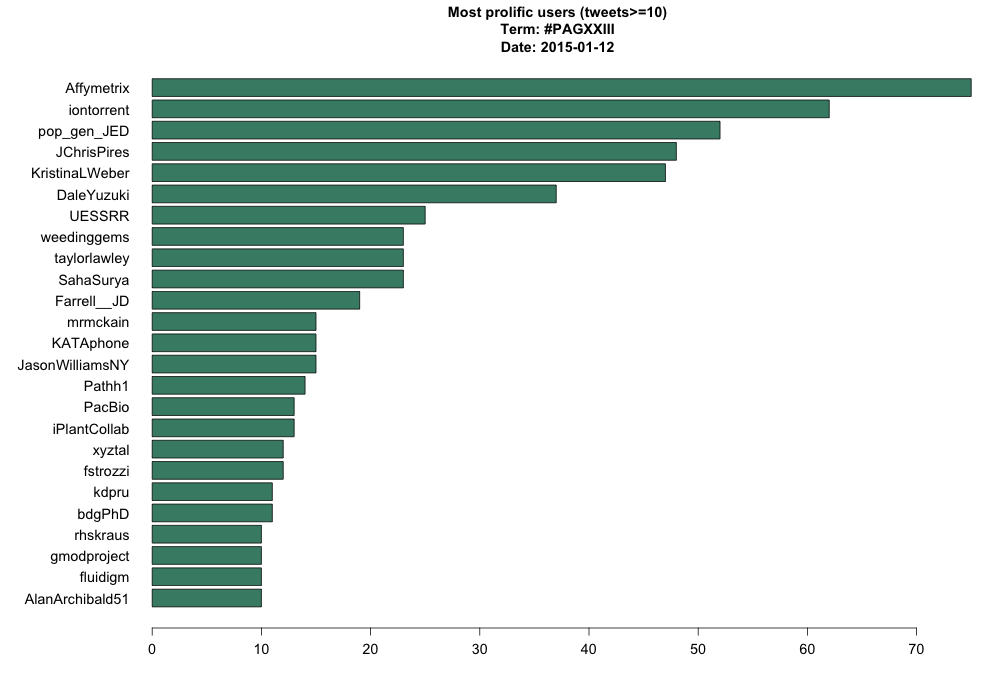 Most prolific users (tweets>=10)
Term: #PAGXXIII
Date: 2015-01-12
Affymetrix
iontorrent
pop_gen_JED
JChrisPires
KristinaLWeber
DaleYuzuki
UESSRR
weedinggems
taylorlawley
SahaSurya
Farrell__JD
mrmckain
KATAphone
JasonWilliamsNY
Pathh1
PacBio
iPlantCollab
xyztal
fstrozzi
kdpru
bdgPhD
rhskraus
gmodproject
fluidigm
AlanArchibald51
0 10 20 30 40 50 60 70